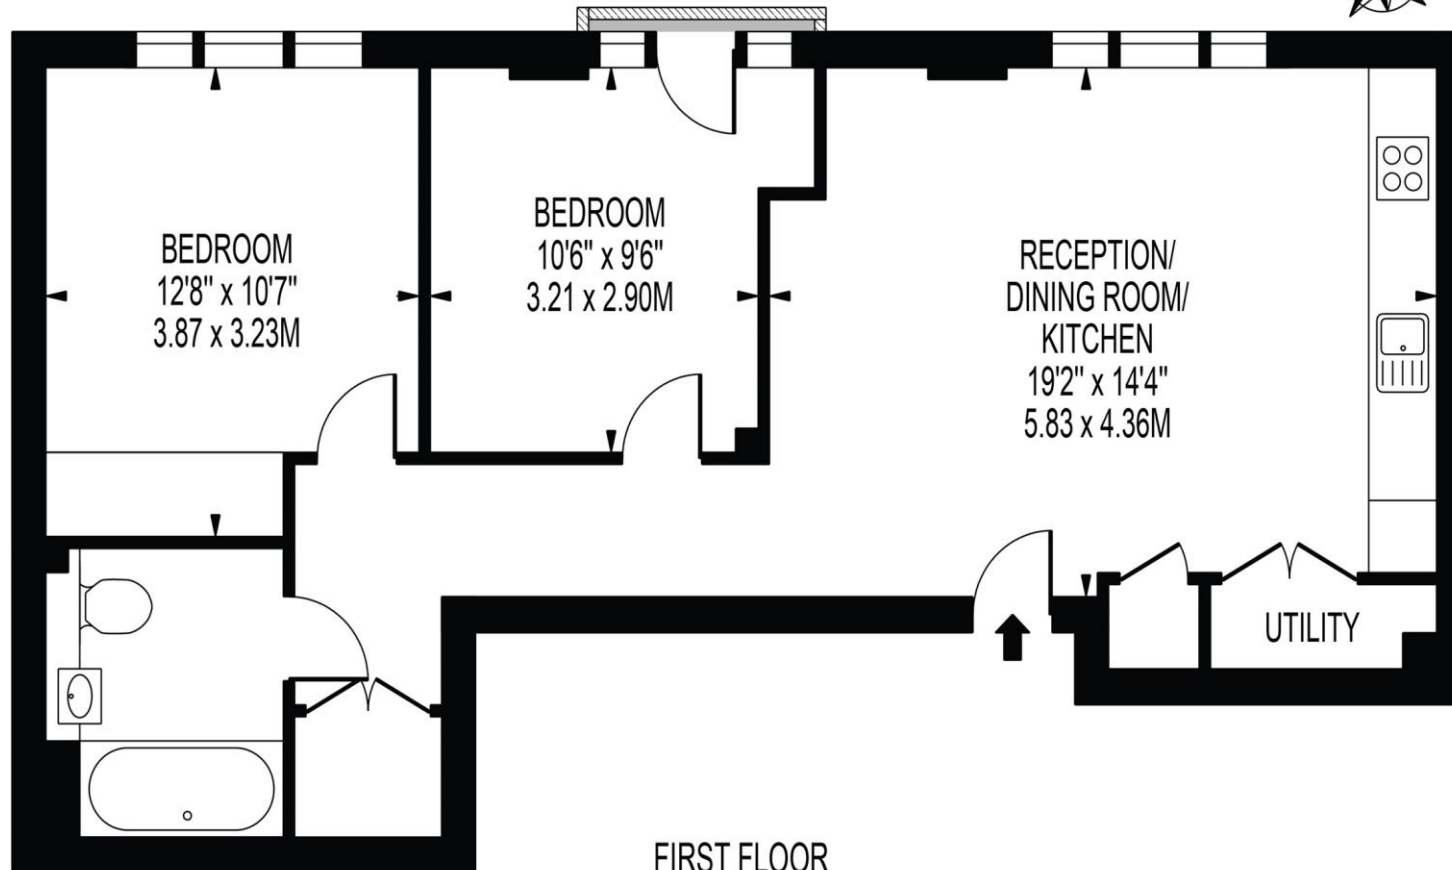 BEDROOM
12'8" x 10'7"
3.87 x 3.23M
BEDROOM
10'6" x 9'6"
3.21 x 2.90M
RECEPTION/
DINING ROOM/
KITCHEN
19'2" x 14'4"
5.83 x 4.36M
UTILITY
FIRST FLOOR